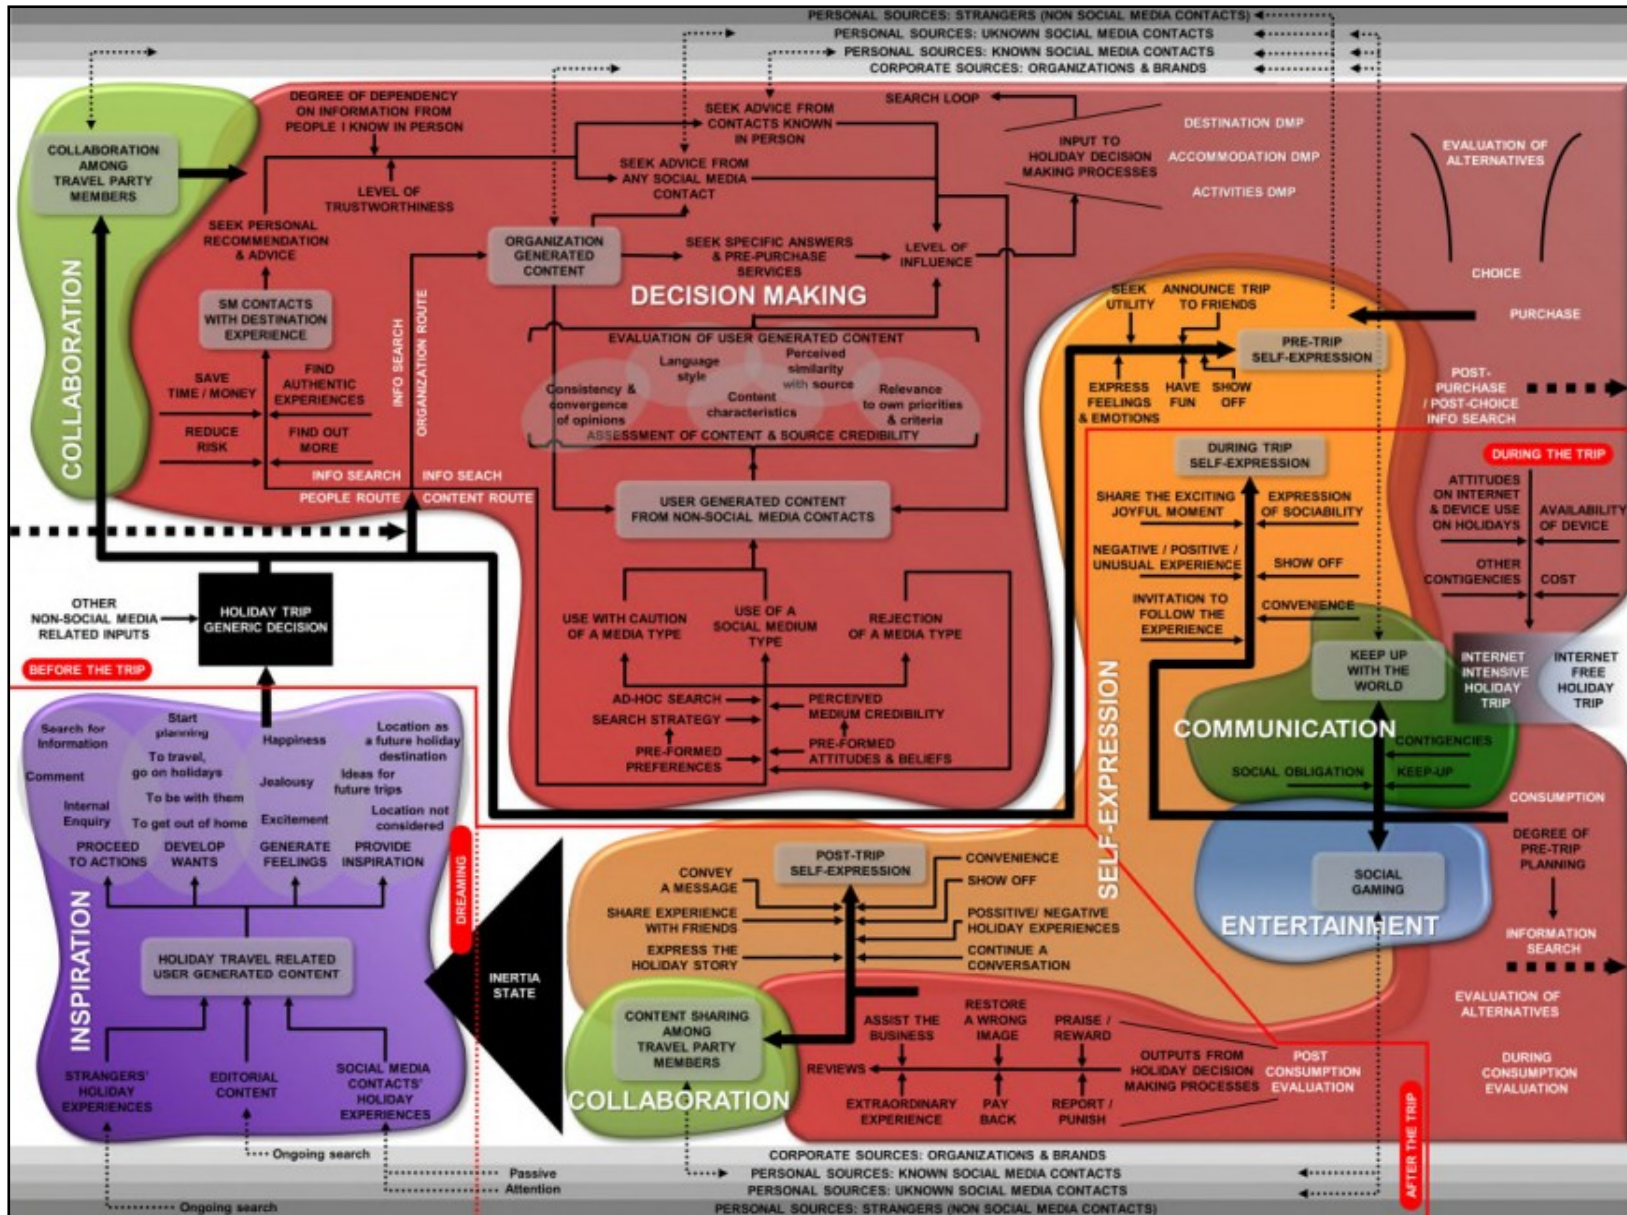 PERSONAL SOURCES: STRANGERS (NON SOCIAL MEDIA CONTACTS)
PERSONAL SOURCES: UKNOWN SOCIAL MEDIA CONTACTS
PERSONAL SOURCES: KNOWN SOCIAL MEDIA CONTACTS
CORPORATE SOURCES: ORGANIZATIONS & BRANDS
COLLABORATION
AMONG
TRAVEL PARTY
MEMBERS
COLLABORATION
DEGREE OF DEPENDENCY
ON INFORMATION FROM
PEOPLE I KNOW IN PERSON
LEVEL OF
TRUSTWORTHINESS
SEEK PERSONAL
RECOMMENDATION
& ADVICE
SM CONTACTS
WITH DESTINATION
EXPERIENCE
SAVE
TIME / MONEY
FIND
AUTHENTIC
EXPERIENCES
REDUCE
RISK
FIND OUT
MORE
INFO SEARCH
PEOPLE ROUTE
INFO SEACH
CONTENT ROUTE
INFO SEARCH
ORGANIZATION ROUTE
SEEK ADVICE FROM
CONTACTS KNOWN
IN PERSON
SEEK ADVICE FROM
ANY SOCIAL MEDIA
CONTACT
ORGANIZATION
GENERATED
CONTENT
SEEK SPECIFIC ANSWERS
& PRE-PURCHASE
SERVICES
LEVEL OF
INFLUENCE
DECISION MAKING
SEARCH LOOP
INPUT TO
HOLIDAY DECISION
MAKING PROCESSES
DESTINATION DMP
ACCOMMODATION DMP
ACTIVITIES DMP
EVALUATION OF
ALTERNATIVES
CHOICE
PURCHASE
POST-
PURCHASE
/ POST-CHOICE
INFO SEARCH
EVALUATION OF USER GENERATED CONTENT
Language
style
Perceived
similarity
with source
Consistency &
convergence
of opinions
Content
characteristics
Relevance
to own priorities
& criteria
ASSESSMENT OF CONTENT & SOURCE CREDIBILITY
USER GENERATED CONTENT
FROM NON-SOCIAL MEDIA CONTACTS
USE WITH CAUTION
OF A MEDIA TYPE
USE OF A
SOCIAL MEDIUM
TYPE
REJECTION
OF A MEDIA TYPE
AD-HOC SEARCH
SEARCH STRATEGY
PERCEIVED
MEDIUM CREDIBILITY
PRE-FORMED
PREFERENCES
PRE-FORMED
ATTITUDES & BELIEFS
SEEK
UTILITY
ANNOUNCE TRIP
TO FRIENDS
PRE-TRIP
SELF-EXPRESSION
EXPRESS
FEELINGS
& EMOTIONS
HAVE
FUN
SHOW
OFF
DURING TRIP
SELF-EXPRESSION
SHARE THE EXCITING
JOYFUL MOMENT
EXPRESSION
OF SOCIABILITY
NEGATIVE / POSITIVE /
UNUSUAL EXPERIENCE
SHOW OFF
INVITATION TO
FOLLOW THE
EXPERIENCE
CONVENIENCE
SELF-EXPRESSION
DURING THE TRIP
ATTITUDES
ON INTERNET
& DEVICE USE
ON HOLIDAYS
AVAILABILITY
OF DEVICE
OTHER
CONTIGENCIES
COST
INTERNET
INTENSIVE
HOLIDAY
TRIP
INTERNET
FREE
HOLIDAY
TRIP
KEEP UP
WITH THE
WORLD
COMMUNICATION
CONTIGENCIES
SOCIAL OBLIGATION
KEEP-UP
SOCIAL
GAMING
ENTERTAINMENT
CONSUMPTION
DEGREE OF
PRE-TRIP
PLANNING
INFORMATION
SEARCH
EVALUATION OF
ALTERNATIVES
DURING
CONSUMPTION
EVALUATION
OTHER
NON-SOCIAL MEDIA
RELATED INPUTS
HOLIDAY TRIP
GENERIC DECISION
BEFORE THE TRIP
Search for
Information
Start
planning
Happiness
Location as
a future holiday
destination
Comment
To travel,
go on holidays
Jealousy
Ideas for
future trips
Internal
Enquiry
To be with them
To get out of home
Excitement
Location not
considered
PROCEED
TO ACTIONS
DEVELOP
WANTS
GENERATE
FEELINGS
PROVIDE
INSPIRATION
INSPIRATION
HOLIDAY TRAVEL RELATED
USER GENERATED CONTENT
STRANGERS'
HOLIDAY
EXPERIENCES
EDITORIAL
CONTENT
SOCIAL MEDIA
CONTACTS'
HOLIDAY
EXPERIENCES
DREAMING
INERTIA
STATE
POST-TRIP
SELF-EXPRESSION
CONVEY
A MESSAGE
CONVENIENCE
SHOW OFF
SHARE EXPERIENCE
WITH FRIENDS
POSSITIVE/ NEGATIVE
HOLIDAY EXPERIENCES
EXPRESS THE
HOLIDAY STORY
CONTINUE A
CONVERSATION
CONTENT SHARING
AMONG
TRAVEL PARTY
MEMBERS
COLLABORATION
ASSIST THE
BUSINESS
RESTORE
A WRONG
IMAGE
PRAISE /
REWARD
REVIEWS
OUTPUTS FROM
HOLIDAY DECISION
MAKING PROCESSES
POST
CONSUMPTION
EVALUATION
EXTRAORDINARY
EXPERIENCE
PAY
BACK
REPORT /
PUNISH
AFTER THE TRIP
Ongoing search
Passive
Attention
Ongoing search
CORPORATE SOURCES: ORGANIZATIONS & BRANDS
PERSONAL SOURCES: KNOWN SOCIAL MEDIA CONTACTS
PERSONAL SOURCES: UKNOWN SOCIAL MEDIA CONTACTS
PERSONAL SOURCES: STRANGERS (NON SOCIAL MEDIA CONTACTS)